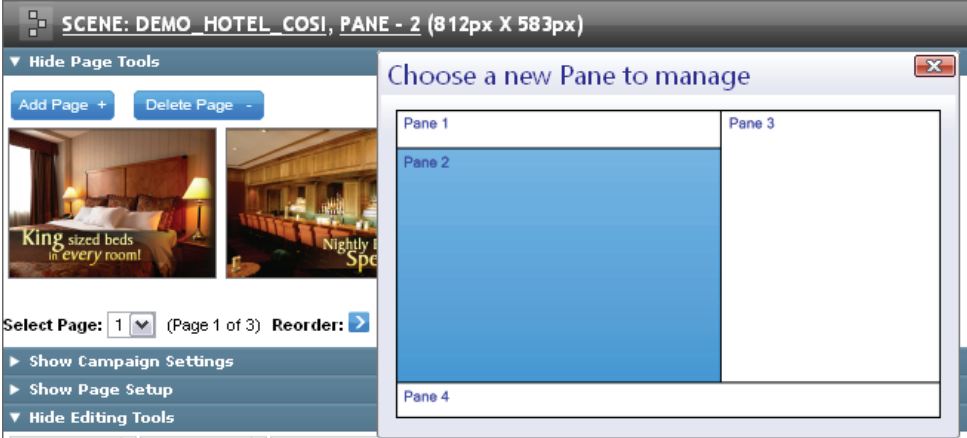 SCENE: DEMO_HOTEL_COSI, PANE - 2 (812px X 583px)
Hide Page Tools
Add Page +
Delete Page -
King sized beds
in every room!
Nightly
Select Page: 1 (Page 1 of 3) Reorder:
Show Campaign Settings
Show Page Setup
Hide Editing Tools
Choose a new Pane to manage
Pane 1
Pane 3
Pane 2
Pane 4